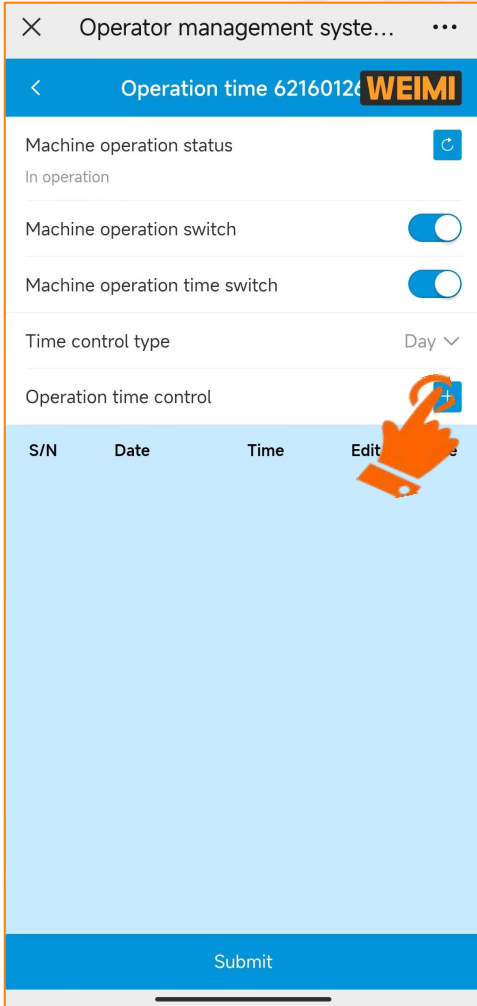 Operator management syste...
Operation time 6216012
WEIMI
Machine operation status
In operation
Machine operation switch
Machine operation time switch
Time control type
Day
Operation time control
S/N Date Time Edit
Submit